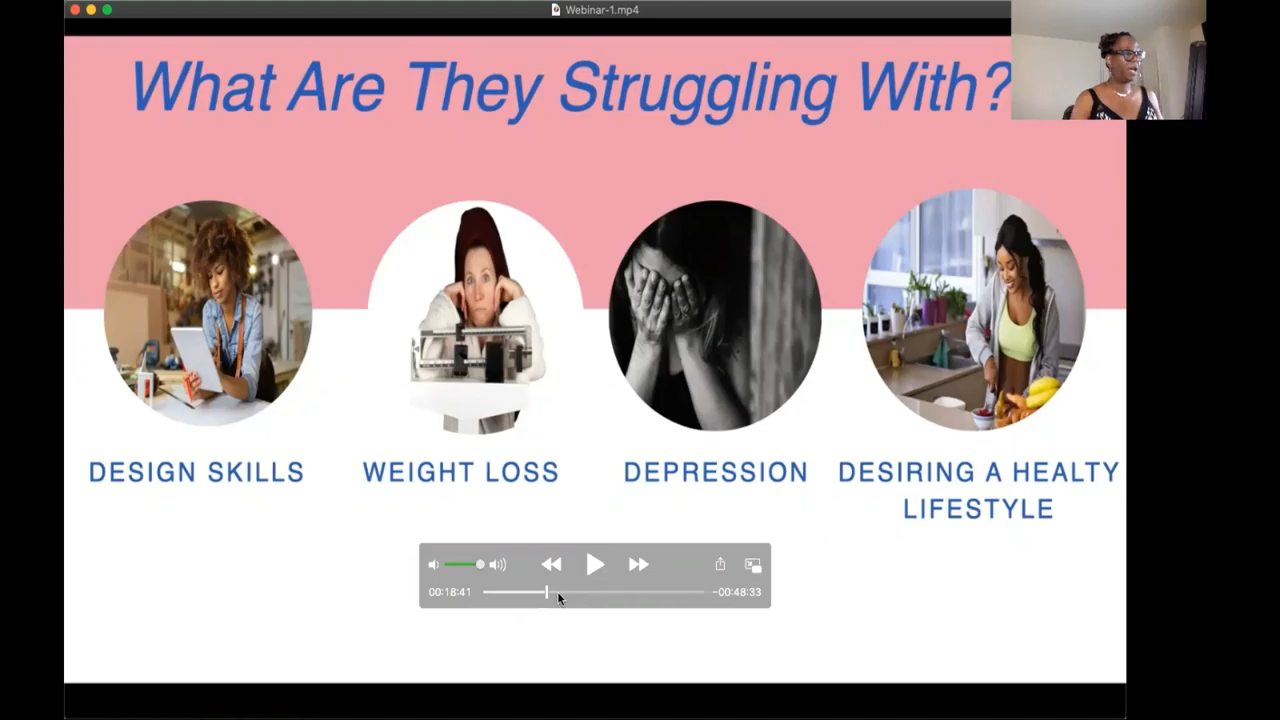 Webinar-1.mp4
What Are They Struggling With?
DESIGN SKILLS
WEIGHT LOSS
DEPRESSION
DESIRING A HEALTY
LIFESTYLE
00:18:41
-00:48:33